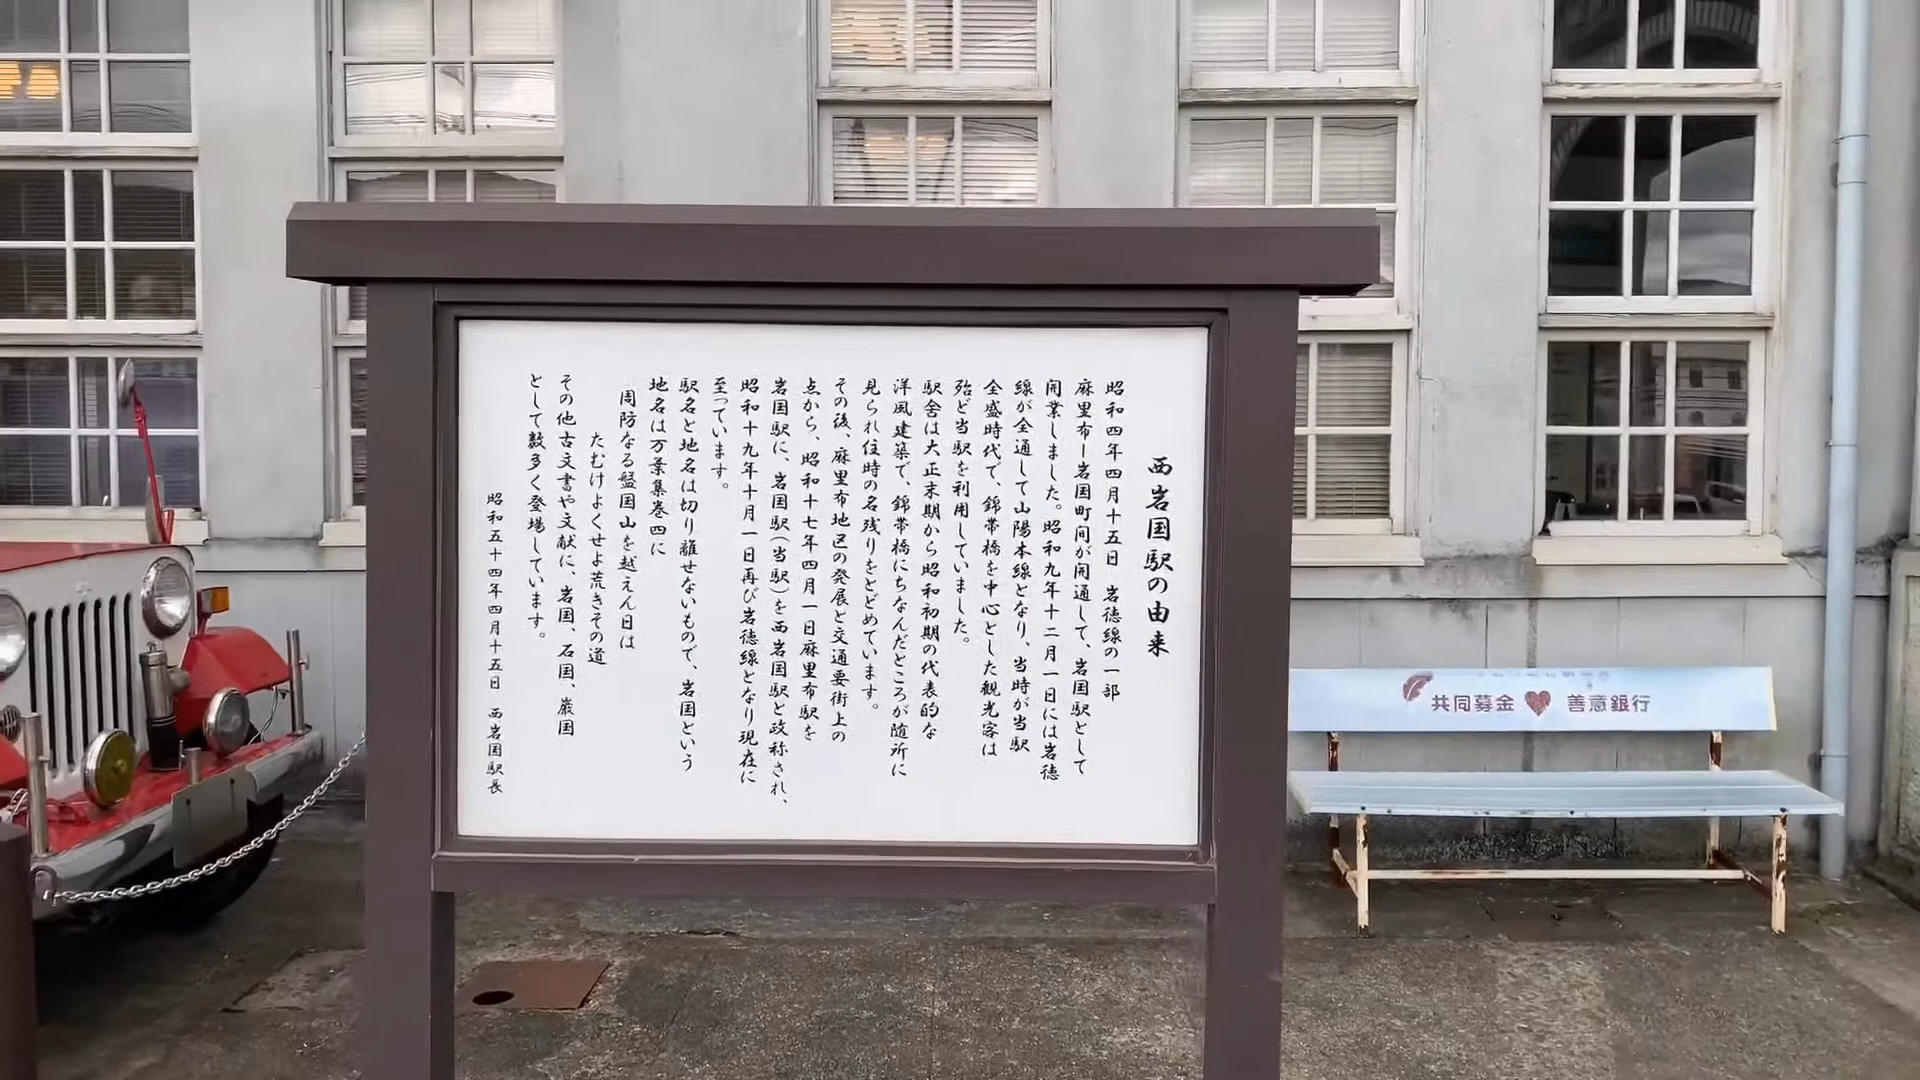 西岩国駅の由来
昭和四年四月十五日 岩徳線の一部
麻里布ー岩国町間が開通して、岩国駅として
開業しました。昭和九年十二月一日には岩徳
線が全通して山陽本線となり、当時が当駅
全盛時代で、錦帯橋を中心とした観光客は
殆ど当駅を利用していました。
駅舎は大正末期から昭和初期の代表的な
洋風建築で、錦帯橋にちなんだところが随所に
見られ往時の名残りをとどめています。
その後、麻里布地区の発展と交通要街上の
点から、昭和十七年四月一日麻里布駅を
岩国駅に、岩国駅(当駅)を西岩国駅と改称され、
昭和十九年十月一日再び岩徳線となり現在に
至っています。
駅名と地名は切り離せないもので、岩国という
地名は万葉集巻四に
周防なる盤国山を越えん日は
たむけよくせよ荒きその道
その他古文書や文献に、岩国、石国、巌国
として数多く登場しています。
昭和五十四年四月十五日 西岩国駅長
共同募金 善意銀行